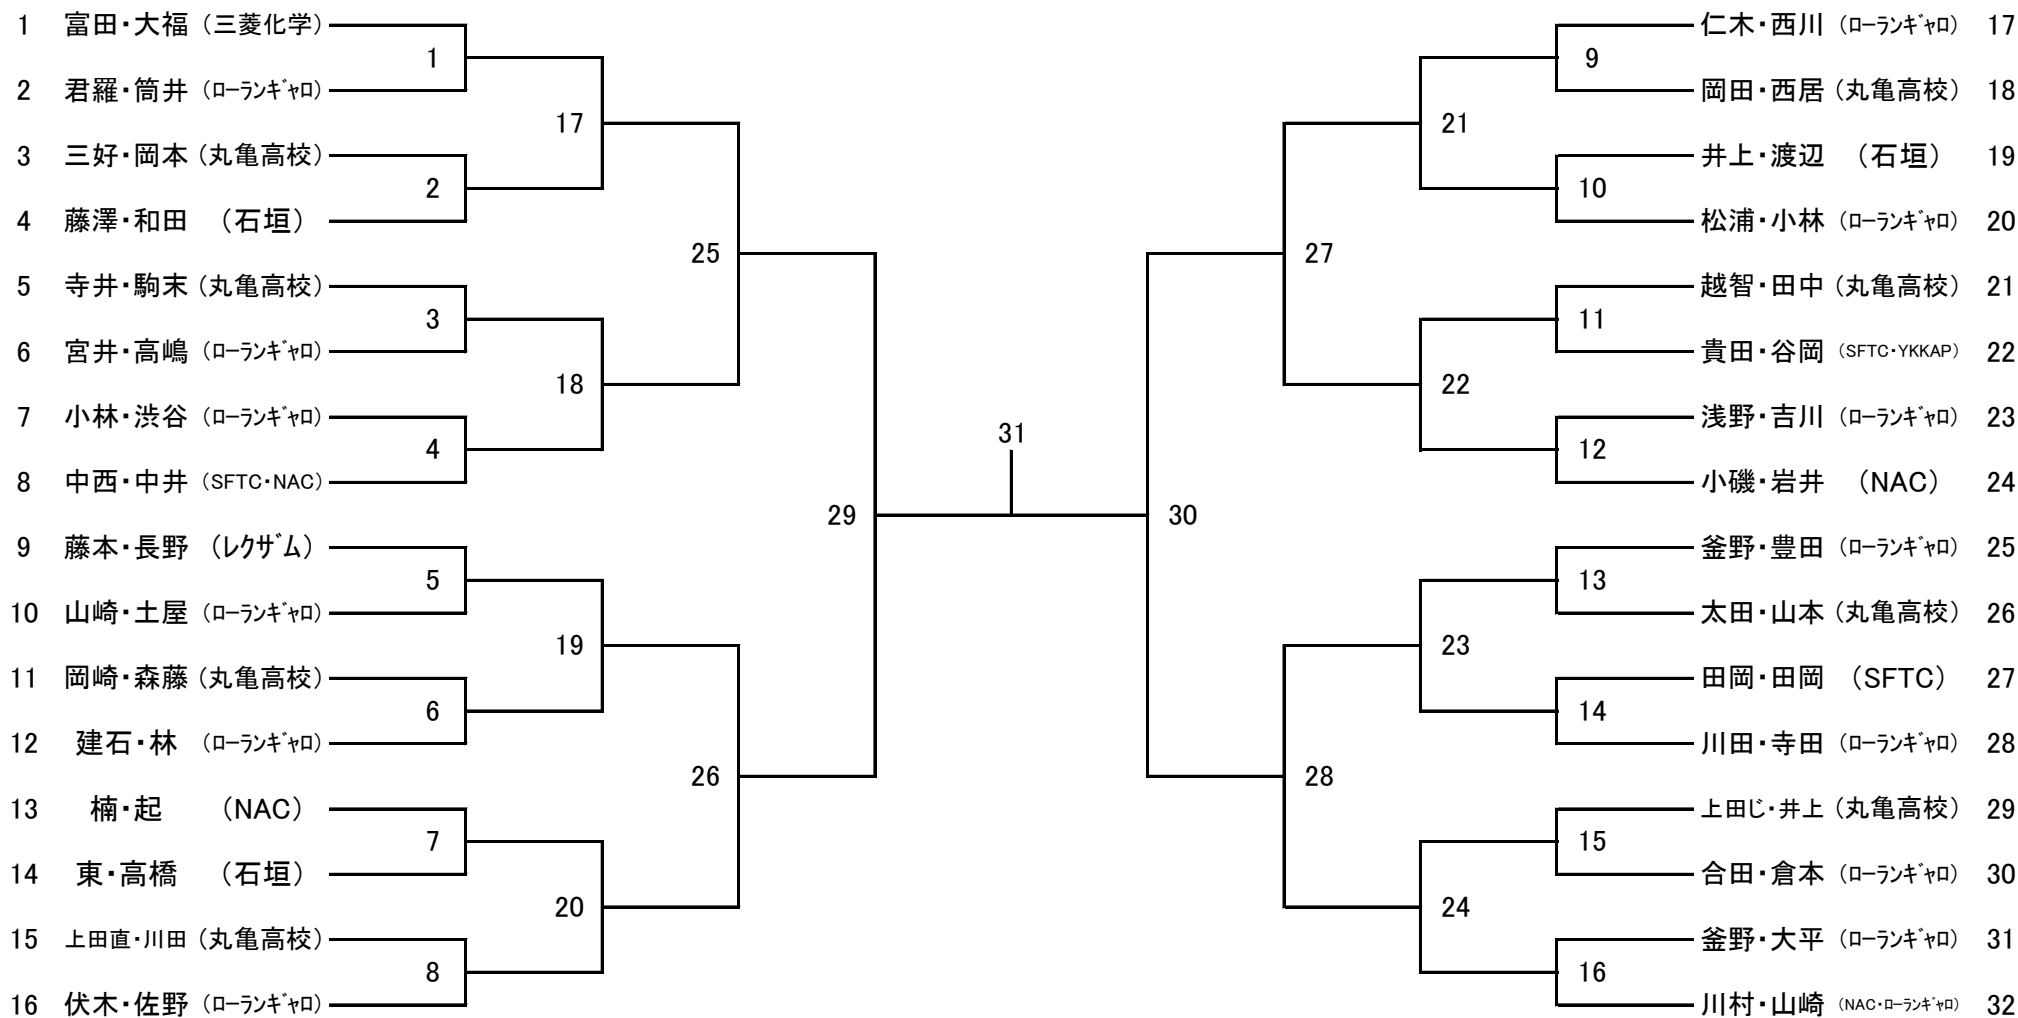 1 富田・大福 (三菱化学)
1
2 君羅・筒井 (ﾛｰﾗﾝｷﾞｬﾛ)
17
3 三好・岡本 (丸亀高校)
2
4 藤澤・和田 (石垣)
25
5 寺井・駒末 (丸亀高校)
3
6 宮井・高嶋 (ﾛｰﾗﾝｷﾞｬﾛ)
18
7 小林・渋谷 (ﾛｰﾗﾝｷﾞｬﾛ)
4
8 中西・中井 (SFTC・NAC)
29
9 藤本・長野 (ﾚｸｻﾞﾑ)
5
10 山崎・土屋 (ﾛｰﾗﾝｷﾞｬﾛ)
19
11 岡崎・森藤 (丸亀高校)
6
12 建石・林 (ﾛｰﾗﾝｷﾞｬﾛ)
26
13 楠・起 (NAC)
7
14 東・高橋 (石垣)
20
15 上田直・川田 (丸亀高校)
8
16 伏木・佐野 (ﾛｰﾗﾝｷﾞｬﾛ)
31
仁木・西川 (ﾛｰﾗﾝｷﾞｬﾛ) 17
9
岡田・西居 (丸亀高校) 18
21
井上・渡辺 (石垣) 19
10
松浦・小林 (ﾛｰﾗﾝｷﾞｬﾛ) 20
27
越智・田中 (丸亀高校) 21
11
貴田・谷岡 (SFTC・YKKAP) 22
22
浅野・吉川 (ﾛｰﾗﾝｷﾞｬﾛ) 23
12
小磯・岩井 (NAC) 24
30
釜野・豊田 (ﾛｰﾗﾝｷﾞｬﾛ) 25
13
太田・山本 (丸亀高校) 26
23
田岡・田岡 (SFTC) 27
14
川田・寺田 (ﾛｰﾗﾝｷﾞｬﾛ) 28
28
上田じ・井上 (丸亀高校) 29
15
合田・倉本 (ﾛｰﾗﾝｷﾞｬﾛ) 30
24
釜野・大平 (ﾛｰﾗﾝｷﾞｬﾛ) 31
16
川村・山崎 (NAC・ﾛｰﾗﾝｷﾞｬﾛ) 32